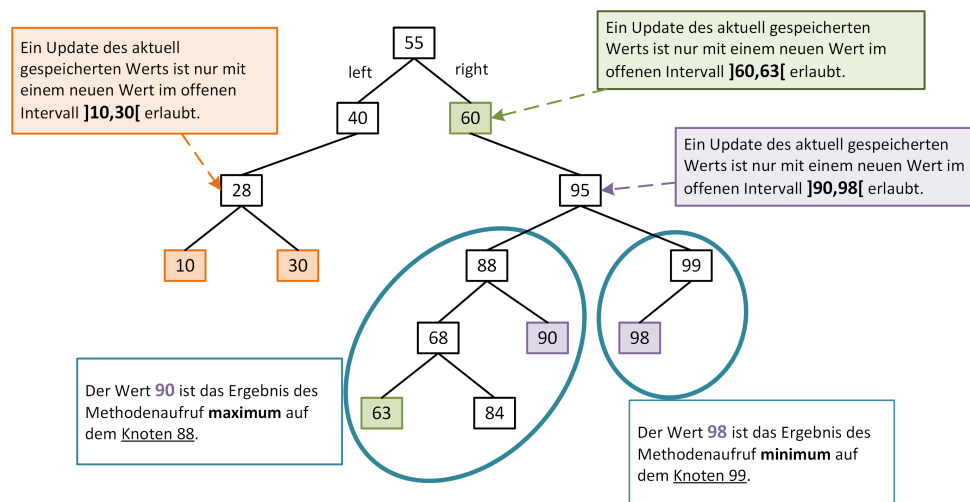 Ein Update des aktuell
gespeicherten Werts ist nur mit
einem neuen Wert im offenen
Intervall ]10,30[ erlaubt.
55
left
right
Ein Update des aktuell gespeicherten
Werts ist nur mit einem neuen Wert im
offenen Intervall ]60,63[ erlaubt.
40
60
Ein Update des aktuell gespeicherten
Werts ist nur mit einem neuen Wert im
offenen Intervall ]90,98[ erlaubt.
28
95
10
30
88
99
68
90
98
63
84
Der Wert 90 ist das Ergebnis des
Methodenaufruf maximum auf
dem Knoten 88.
Der Wert 98 ist das Ergebnis des
Methodenaufruf minimum auf
dem Knoten 99.